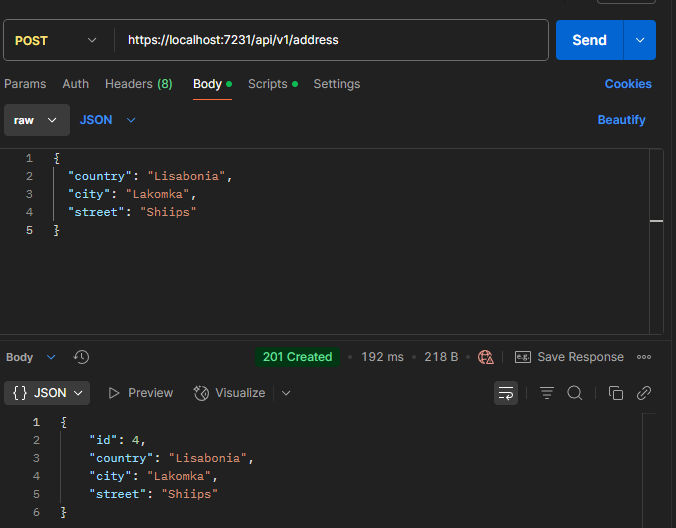 POST https://localhost:7231/api/v1/address Send
Params Auth Headers (8) Body Scripts Settings Cookies
raw JSON Beautify
1 {
2 "country": "Lisabonia",
3 "city": "Lakomka",
4 "street": "Shiips"
5 }
Body 201 Created 192 ms 218 B e.g. Save Response
{} JSON Preview Visualize
1 {
2 "id": 4,
3 "country": "Lisabonia",
4 "city": "Lakomka",
5 "street": "Shiips"
6 }